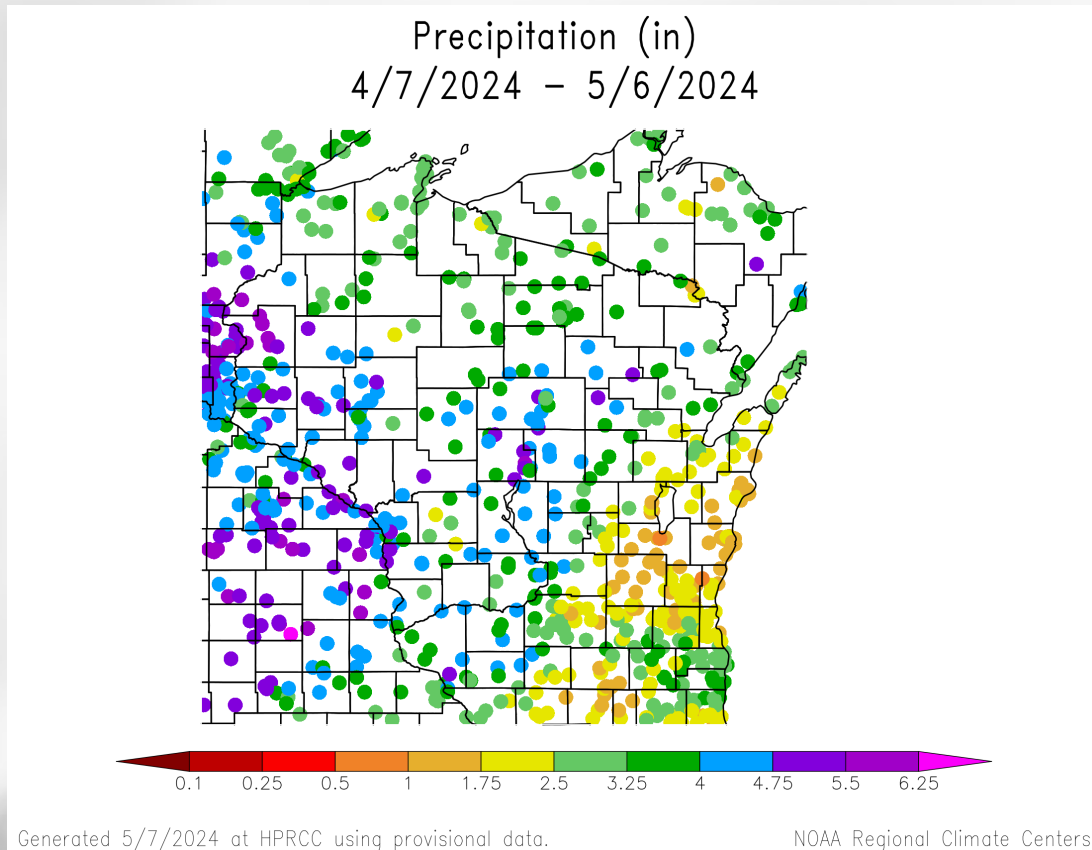 Precipitation (in)
4/7/2024 – 5/6/2024
0.1 0.25 0.5 1 1.75 2.5 3.25 4 4.75 5.5 6.25
Generated 5/7/2024 at HPRCC using provisional data. NOAA Regional Climate Centers